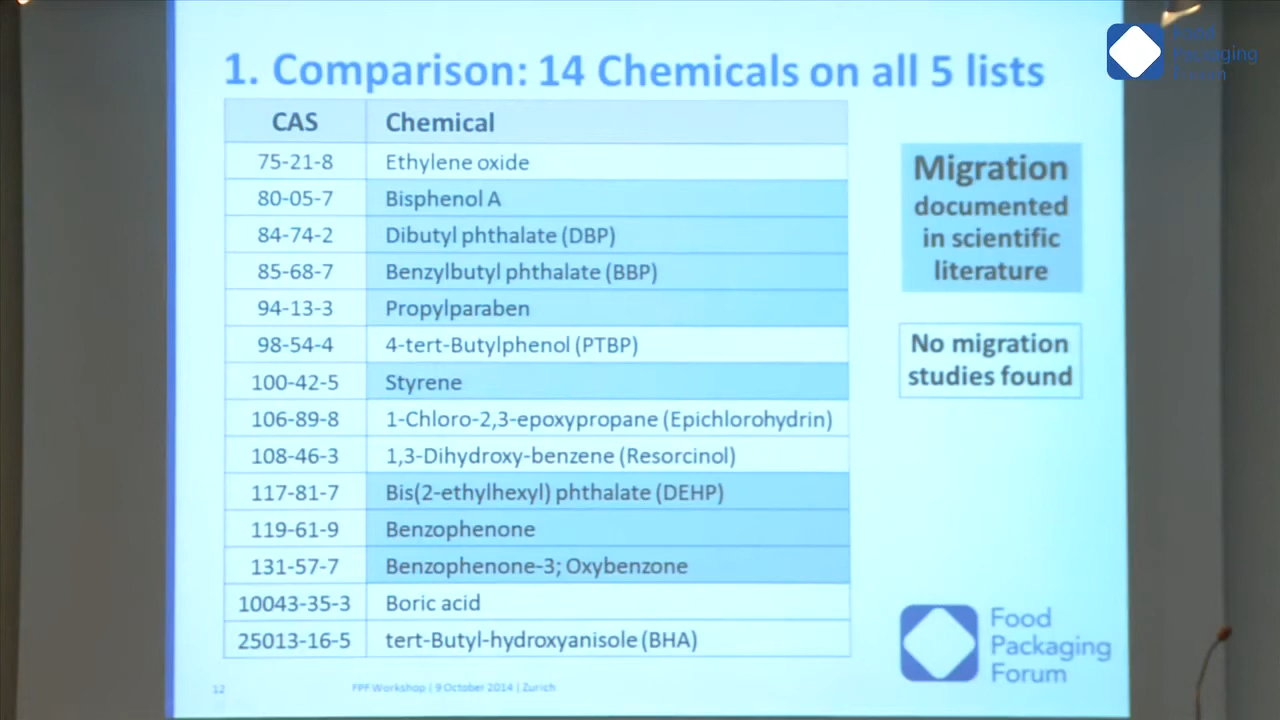 Food
Packaging
Forum
1. Comparison 14 Chemicals on all 5 lists
CAS Chemical
75-21-8 Ethylene oxide
80-05-7 Bisphenol A
84-74-2 Dibutyl phthalate (DBP)
85-68-7 Benzylbutyl phthalate (BBP)
94-13-3 Propylparaben
98-54-4 4-tert-Butylphenol (PTBP)
100-42-5 Styrene
106-89-8 1-Chloro-2,3-epoxypropane (Epichlorohydrin)
108-46-3 1,3-Dihydroxy-benzene (Resorcinol)
117-81-7 Bis(2-ethylhexyl) phthalate (DEHP)
119-61-9 Benzophenone
131-57-7 Benzophenone-3; Oxybenzone
10043-35-3 Boric acid
25013-16-5 tert-Butyl-hydroxyanisole (BHA)
Migration
documented
in scientific
literature
No migration
studies found
Food
Packaging
Forum
12 FPF Workshop | 9 October 2014 | Zurich